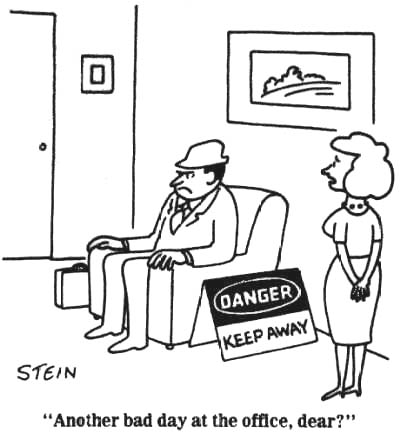 DANGER
KEEP AWAY
STEIN
"Another bad day at the office, dear?"